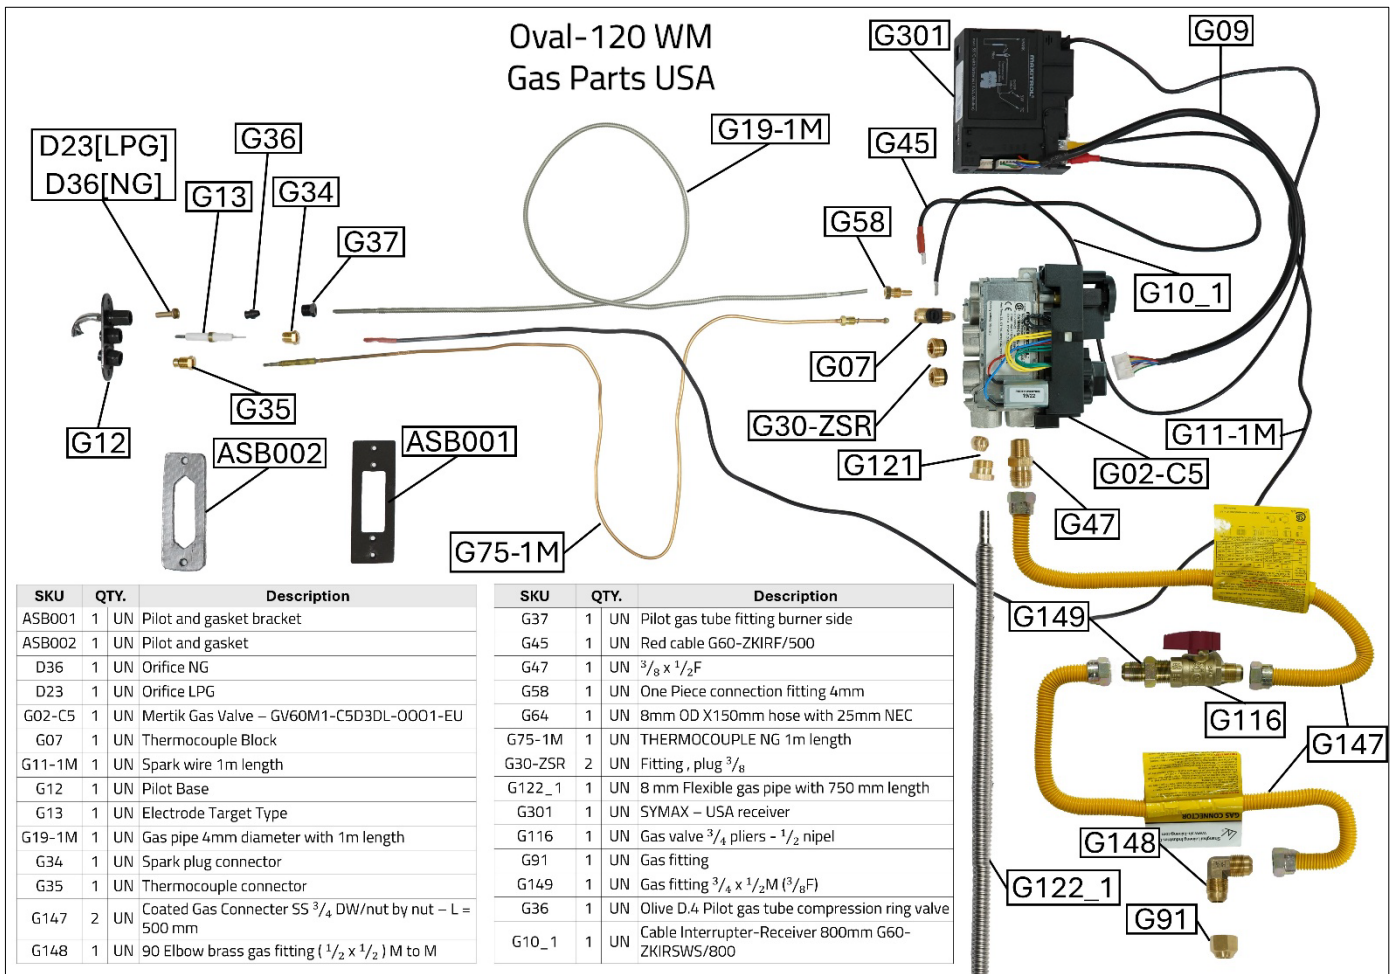 Oval-120 WM
Gas Parts USA
G301
G09
D23[LPG]
D36[NG]
G36
G13
G34
G37
G19-1M
G45
G58
G10_1
MAXITROL
G12
G35
ASB002
ASB001
G75-1M
G07
G30-ZSR
G121
G11-1M
G02-C5
G47
G149
G116
G147
GAS CONNECTOR
G148
G122_1
G91
SKU QTY. Description
ASB001 1 UN Pilot and gasket bracket
ASB002 1 UN Pilot and gasket
D36 1 UN Orifice NG
D23 1 UN Orifice LPG
G02-C5 1 UN Mertik Gas Valve – GV60M1-C5D3DL-0001-EU
G07 1 UN Thermocouple Block
G11-1M 1 UN Spark wire 1m length
G12 1 UN Pilot Base
G13 1 UN Electrode Target Type
G19-1M 1 UN Gas pipe 4mm diameter with 1m length
G34 1 UN Spark plug connector
G35 1 UN Thermocouple connector
G147 2 UN Coated Gas Connecter SS 3/4 DW/nut by nut – L =
500 mm
G148 1 UN 90 Elbow brass gas fitting ( 1/2 x 1/2 ) M to M
SKU QTY. Description
G37 1 UN Pilot gas tube fitting burner side
G45 1 UN Red cable G60-ZKIRF/500
G47 1 UN 3/8 x 1/2F
G58 1 UN One Piece connection fitting 4mm
G64 1 UN 8mm OD X150mm hose with 25mm NEC
G75-1M 1 UN THERMOCOUPLE NG 1m length
G30-ZSR 2 UN Fitting , plug 3/8
G122_1 1 UN 8 mm Flexible gas pipe with 750 mm length
G301 1 UN SYMAX – USA receiver
G116 1 UN Gas valve 3/4 pliers - 1/2 nipel
G91 1 UN Gas fitting
G149 1 UN Gas fitting 3/4 x 1/2M (3/8F)
G36 1 UN Olive D.4 Pilot gas tube compression ring valve
G10_1 1 UN Cable Interrupter-Receiver 800mm G60-
ZKIRSWS/800